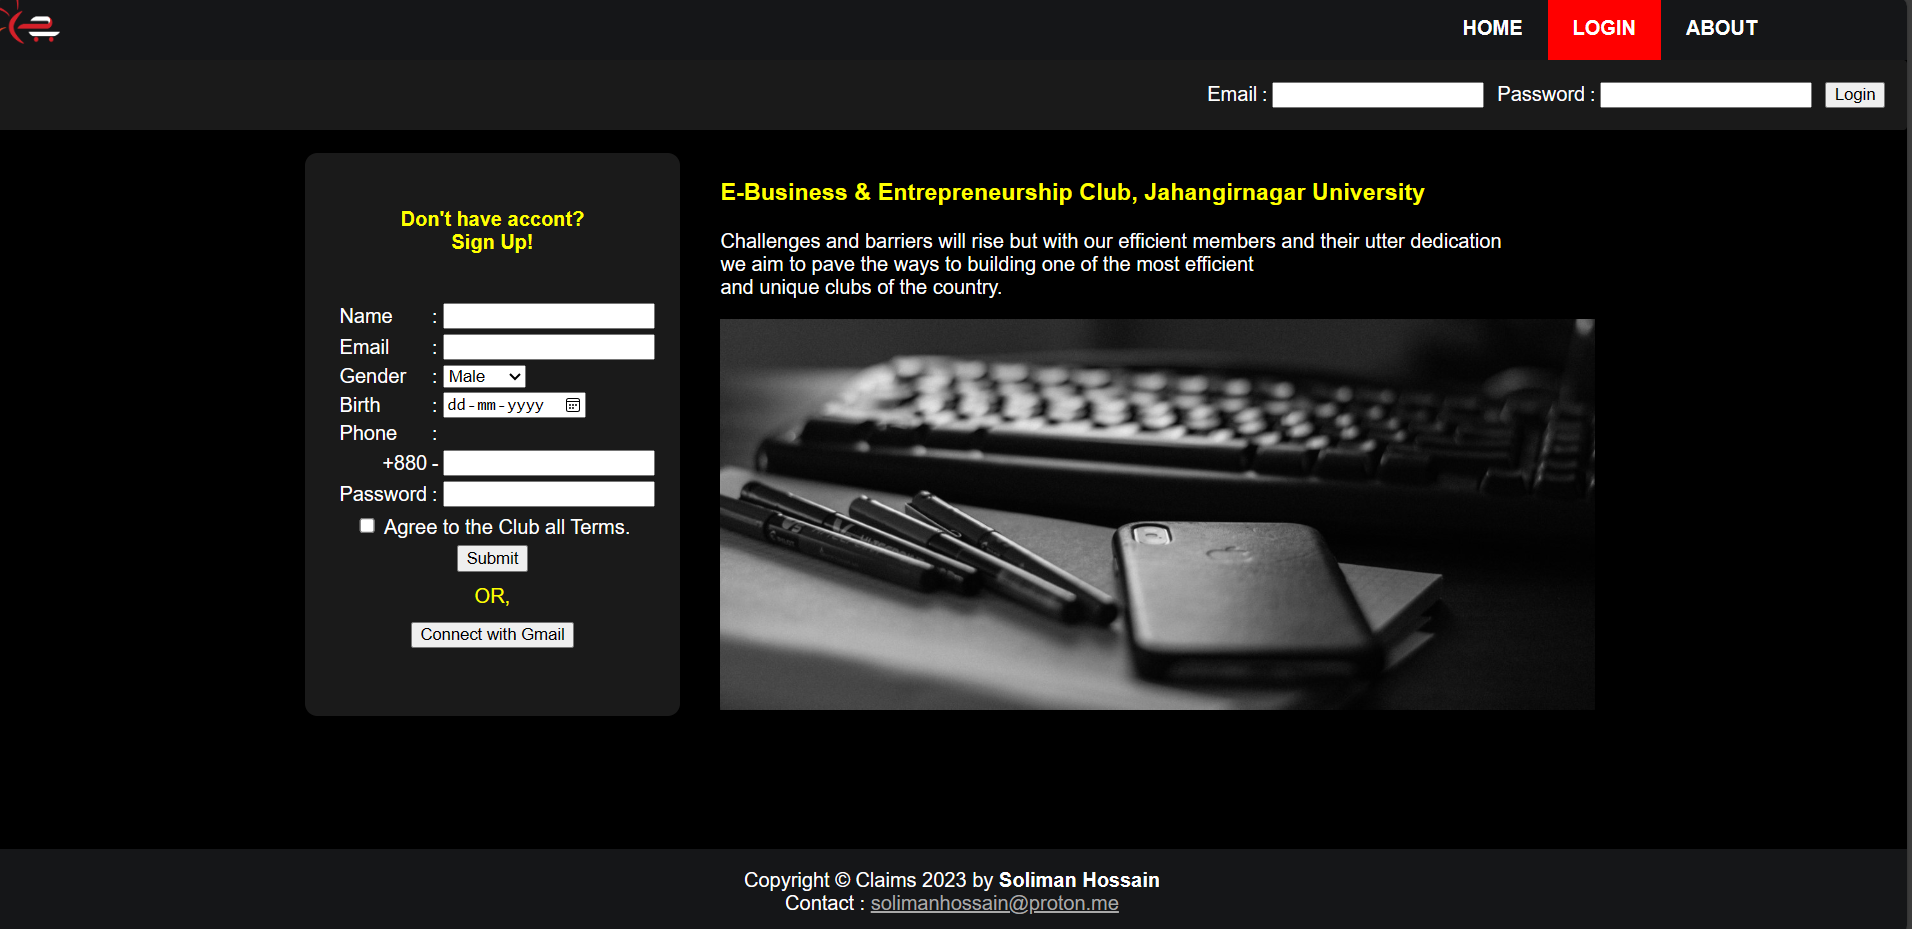 HOME LOGIN ABOUT
Email : Password : Login
Don't have accont?
Sign Up!
Name :
Email :
Gender : Male
Birth : dd-mm-yyyy
Phone :
+880 -
Password :
Agree to the Club all Terms.
Submit
OR,
Connect with Gmail
E-Business & Entrepreneurship Club, Jahangirnagar University
Challenges and barriers will rise but with our efficient members and their utter dedication
we aim to pave the ways to building one of the most efficient
and unique clubs of the country.
Copyright © Claims 2023 by Soliman Hossain
Contact : solimanhossain@proton.me